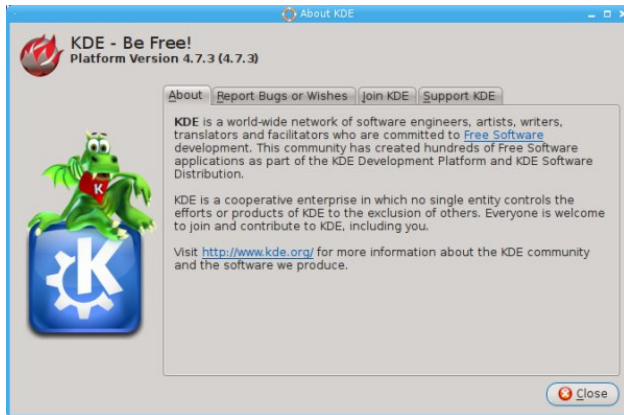 About KDE
KDE - Be Free!
Platform Version 4.7.3 (4.7.3)
About Report Bugs or Wishes Join KDE Support KDE
KDE is a world-wide network of software engineers, artists, writers,
translators and facilitators who are committed to Free Software
development. This community has created hundreds of Free Software
applications as part of the KDE Development Platform and KDE Software
Distribution.
KDE is a cooperative enterprise in which no single entity controls the
efforts or products of KDE to the exclusion of others. Everyone is welcome
to join and contribute to KDE, including you.
Visit http://www.kde.org/ for more information about the KDE community
and the software we produce.
K
K
Close